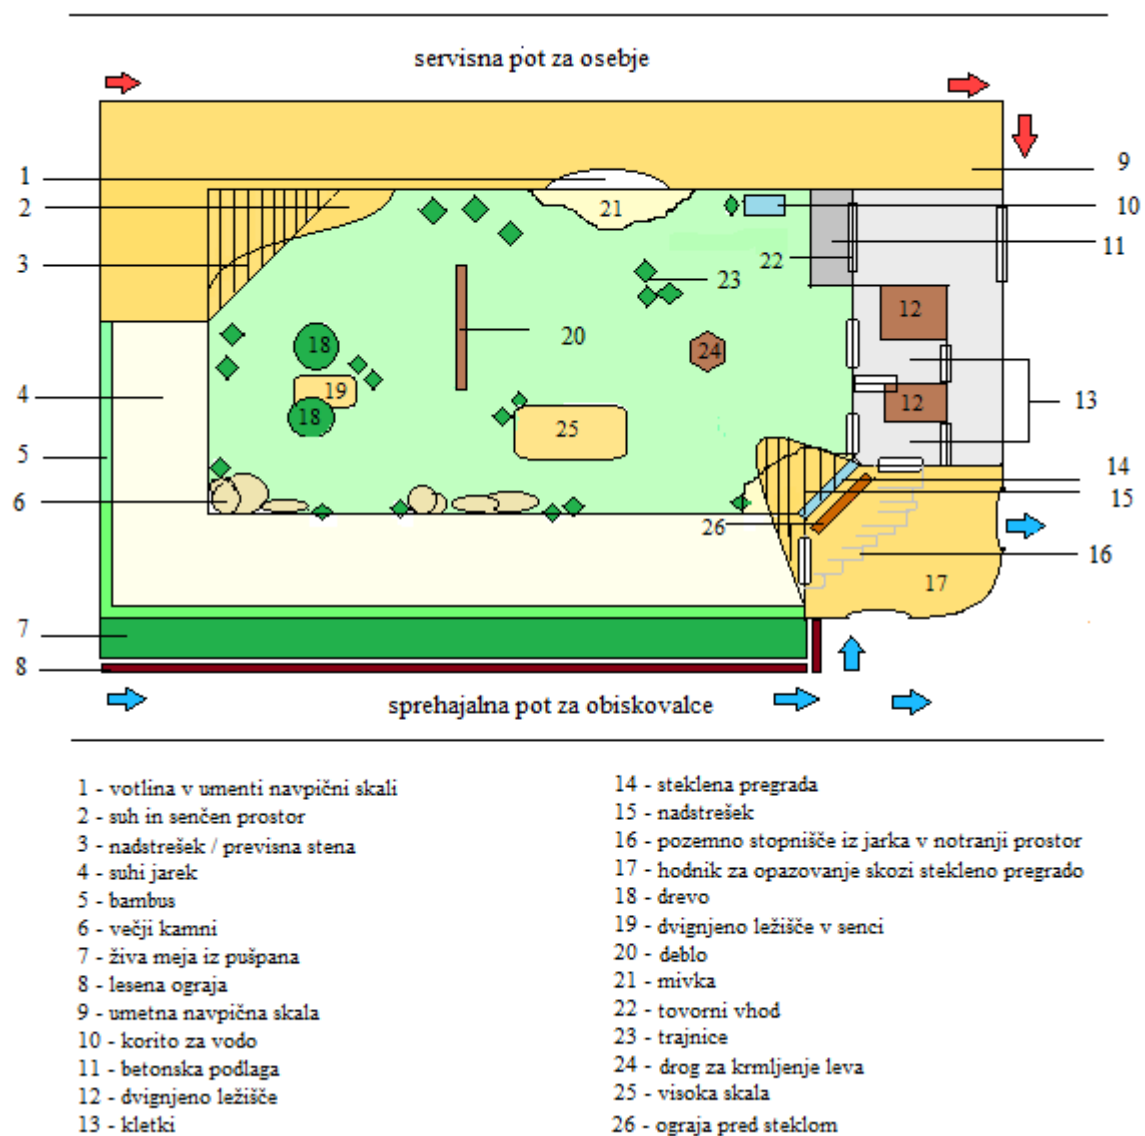 servisna pot za osebje
1
2
3
4
5
6
7
8
9
10
11
12
12
13
14
15
16
17
18
18
19
20
21
22
23
24
25
26
sprehajalna pot za obiskovalce
1 - votlina v umenti navpični skali
2 - suh in senčen prostor
3 - nadstrešek / previsna stena
4 - suhi jarek
5 - bambus
6 - večji kamni
7 - živa meja iz pušpana
8 - lesena ograja
9 - umetna navpična skala
10 - korito za vodo
11 - betonska podlaga
12 - dvignjeno ležišče
13 - kletki
14 - steklena pregrada
15 - nadstrešek
16 - pozemno stopnišče iz jarka v notranji prostor
17 - hodnik za opazovanje skozi stekleno pregrado
18 - drevo
19 - dvignjeno ležišče v senci
20 - deblo
21 - mivka
22 - tovorni vhod
23 - trajnice
24 - drog za krmljenje leva
25 - visoka skala
26 - ograja pred steklom